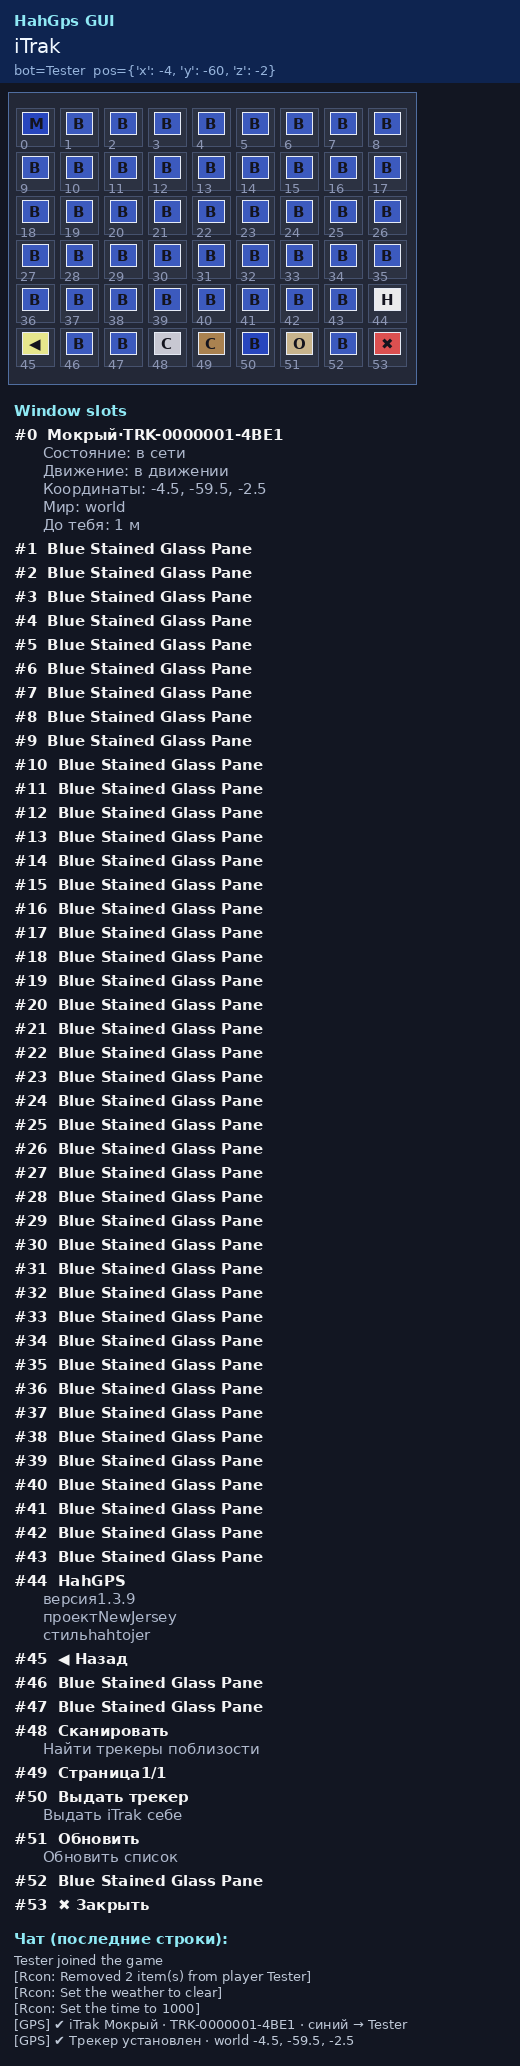 HahGps GUI
iTrak
bot=Tester pos={'x': -4, 'y': -60, 'z': -2}
M B B B B B B B B
0 1 2 3 4 5 6 7 8
B B B B B B B B B
9 10 11 12 13 14 15 16 17
B B B B B B B B B
18 19 20 21 22 23 24 25 26
B B B B B B B B B
27 28 29 30 31 32 33 34 35
B B B B B B B B H
36 37 38 39 40 41 42 43 44
◀ B B C C B O B ✖
45 46 47 48 49 50 51 52 53
Window slots
#0 Мокрый·TRK-0000001-4BE1
Состояние: в сети
Движение: в движении
Координаты: -4.5, -59.5, -2.5
Мир: world
До тебя: 1 м
#1 Blue Stained Glass Pane
#2 Blue Stained Glass Pane
#3 Blue Stained Glass Pane
#4 Blue Stained Glass Pane
#5 Blue Stained Glass Pane
#6 Blue Stained Glass Pane
#7 Blue Stained Glass Pane
#8 Blue Stained Glass Pane
#9 Blue Stained Glass Pane
#10 Blue Stained Glass Pane
#11 Blue Stained Glass Pane
#12 Blue Stained Glass Pane
#13 Blue Stained Glass Pane
#14 Blue Stained Glass Pane
#15 Blue Stained Glass Pane
#16 Blue Stained Glass Pane
#17 Blue Stained Glass Pane
#18 Blue Stained Glass Pane
#19 Blue Stained Glass Pane
#20 Blue Stained Glass Pane
#21 Blue Stained Glass Pane
#22 Blue Stained Glass Pane
#23 Blue Stained Glass Pane
#24 Blue Stained Glass Pane
#25 Blue Stained Glass Pane
#26 Blue Stained Glass Pane
#27 Blue Stained Glass Pane
#28 Blue Stained Glass Pane
#29 Blue Stained Glass Pane
#30 Blue Stained Glass Pane
#31 Blue Stained Glass Pane
#32 Blue Stained Glass Pane
#33 Blue Stained Glass Pane
#34 Blue Stained Glass Pane
#35 Blue Stained Glass Pane
#36 Blue Stained Glass Pane
#37 Blue Stained Glass Pane
#38 Blue Stained Glass Pane
#39 Blue Stained Glass Pane
#40 Blue Stained Glass Pane
#41 Blue Stained Glass Pane
#42 Blue Stained Glass Pane
#43 Blue Stained Glass Pane
#44 HahGPS
версия1.3.9
проектNewJersey
стильhahtojer
#45 ◀ Назад
#46 Blue Stained Glass Pane
#47 Blue Stained Glass Pane
#48 Сканировать
Найти трекеры поблизости
#49 Страница1/1
#50 Выдать трекер
Выдать iTrak себе
#51 Обновить
Обновить список
#52 Blue Stained Glass Pane
#53 ✖ Закрыть
Чат (последние строки):
Tester joined the game
[Rcon: Removed 2 item(s) from player Tester]
[Rcon: Set the weather to clear]
[Rcon: Set the time to 1000]
[GPS] ✔ iTrak Мокрый · TRK-0000001-4BE1 · синий → Tester
[GPS] ✔ Трекер установлен · world -4.5, -59.5, -2.5